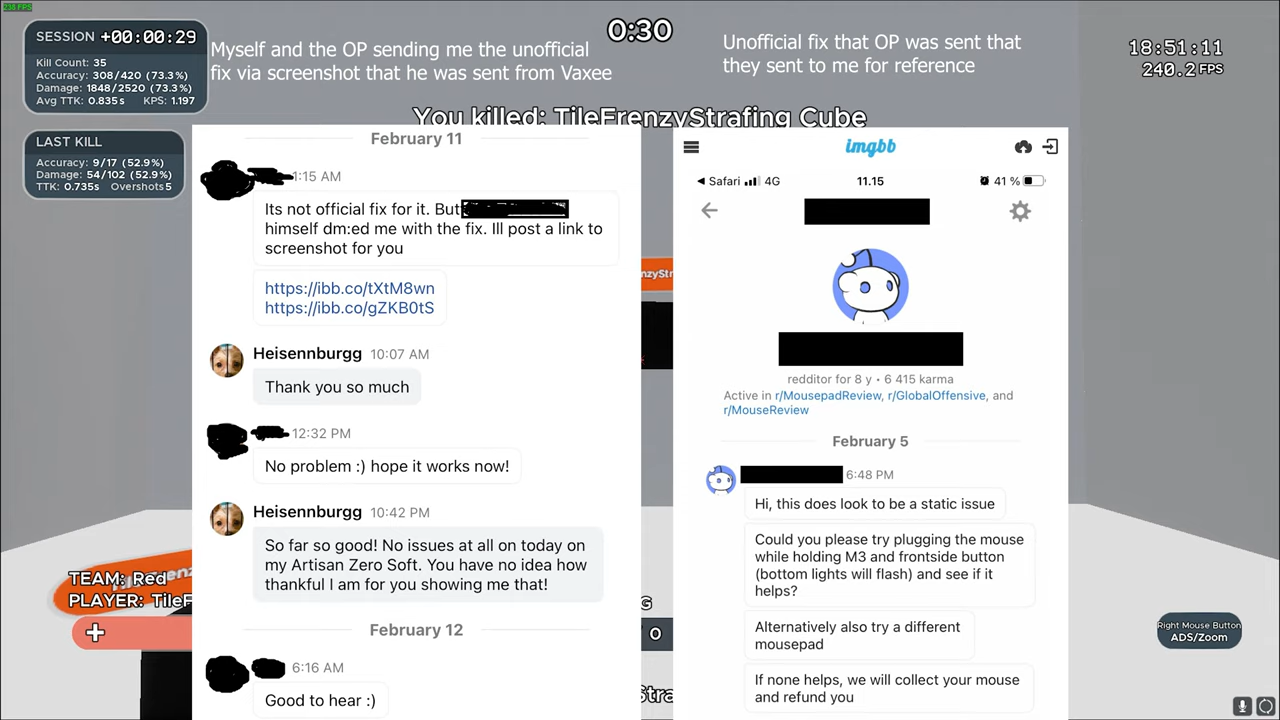 238 FPS
SESSION +00:00:29
Kill Count: 35
Accuracy: 308/420 (73.3%)
Damage: 1848/2520 (73.3%)
Avg TTK: 0.835s KPS: 1.197
LAST KILL
Accuracy: 9/17 (52.9%)
Damage: 54/102 (52.9%)
TTK: 0.735s Overshots 5
0:30
18:51:11
240.2 FPS
Myself and the OP sending me the unofficial
fix via screenshot that he was sent from Vaxee
Unofficial fix that OP was sent that
they sent to me for reference
You killed: TileFrenzyStrafing Cube
February 11
1:15 AM
Its not official fix for it. But
himself dm:ed me with the fix. Ill post a link to
screenshot for you
https://ibb.co/tXtM8wn
https://ibb.co/gZKB0tS
Heisennburgg 10:07 AM
Thank you so much
12:32 PM
No problem :) hope it works now!
Heisennburgg 10:42 PM
So far so good! No issues at all on today on
my Artisan Zero Soft. You have no idea how
thankful I am for you showing me that!
February 12
6:16 AM
Good to hear :)
imgbb
Safari 4G
11.15
41 %
redditor for 8 y • 6 415 karma
Active in r/MousepadReview, r/GlobalOffensive, and
r/MouseReview
February 5
6:48 PM
Hi, this does look to be a static issue
Could you please try plugging the mouse
while holding M3 and frontside button
(bottom lights will flash) and see if it
helps?
Alternatively also try a different
mousepad
If none helps, we will collect your mouse
and refund you
TEAM: Red
PLAYER: TileF
Right Mouse Button
ADS/Zoom